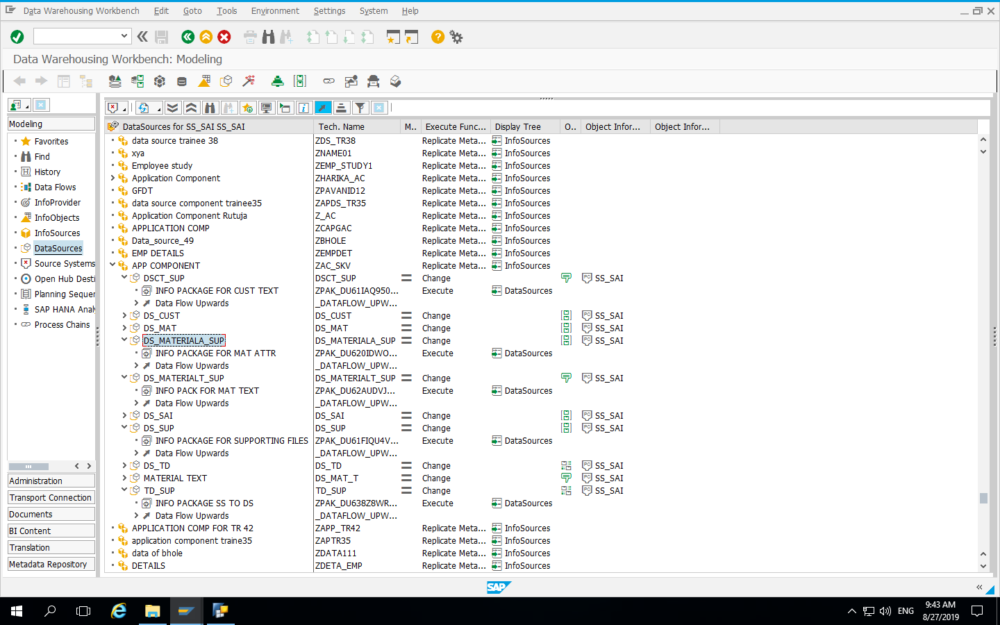 Data Warehousing Workbench Edit Goto Tools Environment Settings System Help
Data Warehousing Workbench: Modeling
Modeling
Favorites
Find
History
Data Flows
InfoProvider
InfoObjects
InfoSources
DataSources
Source Systems
Open Hub Desti
Planning Sequer
SAP HANA Anal
Process Chains
Administration
Transport Connection
Documents
BI Content
Translation
Metadata Repository
DataSources for SS_SAI SS_SAI Tech. Name M.. Execute Func... Display Tree O.. Object Infor... Object Infor...
data source trainee 38 ZDS_TR38 Replicate Meta... InfoSources
xya ZNAME01 Replicate Meta... InfoSources
Employee study ZEMP_STUDY1 Replicate Meta... InfoSources
Application Component ZHARIKA_AC Replicate Meta... InfoSources
GFDT ZPAVANID12 Replicate Meta... InfoSources
data source component trainee35 ZAPDS_TR35 Replicate Meta... InfoSources
Application Component Rutuja Z_AC Replicate Meta... InfoSources
APPLICATION COMP ZCAPGAC Replicate Meta... InfoSources
Data_source_49 ZBHOLE Replicate Meta... InfoSources
EMP DETAILS ZEMPDET Replicate Meta... InfoSources
APP COMPONENT ZAC_SKV Replicate Meta... InfoSources
DSCT_SUP DSCT_SUP Change SS_SAI
INFO PACKAGE FOR CUST TEXT ZPAK_DU61IAQ950... Execute DataSources
Data Flow Upwards _DATAFLOW_UPW...
DS_CUST DS_CUST Change SS_SAI
DS_MAT DS_MAT Change SS_SAI
DS_MATERIALA_SUP DS_MATERIALA_SUP Change SS_SAI
INFO PACKAGE FOR MAT ATTR ZPAK_DU620IDWO... Execute DataSources
Data Flow Upwards _DATAFLOW_UPW...
DS_MATERIALT_SUP DS_MATERIALT_SUP Change SS_SAI
INFO PACK FOR MAT TEXT ZPAK_DU62AUDVJ... Execute DataSources
Data Flow Upwards _DATAFLOW_UPW...
DS_SAI DS_SAI Change SS_SAI
DS_SUP DS_SUP Change SS_SAI
INFO PACKAGE FOR SUPPORTING FILES ZPAK_DU61FIQU4V... Execute DataSources
Data Flow Upwards _DATAFLOW_UPW...
DS_TD DS_TD Change SS_SAI
MATERIAL TEXT DS_MAT_T Change SS_SAI
TD_SUP TD_SUP Change SS_SAI
INFO PACKAGE SS TO DS ZPAK_DU638Z8WR... Execute DataSources
Data Flow Upwards _DATAFLOW_UPW...
APPLICATION COMP FOR TR 42 ZAPP_TR42 Replicate Meta... InfoSources
application component traine35 ZAPTR35 Replicate Meta... InfoSources
data of bhole ZDATA111 Replicate Meta... InfoSources
DETAILS ZDETA_EMP Replicate Meta... InfoSources
SAP
ENG
9:43 AM
8/27/2019